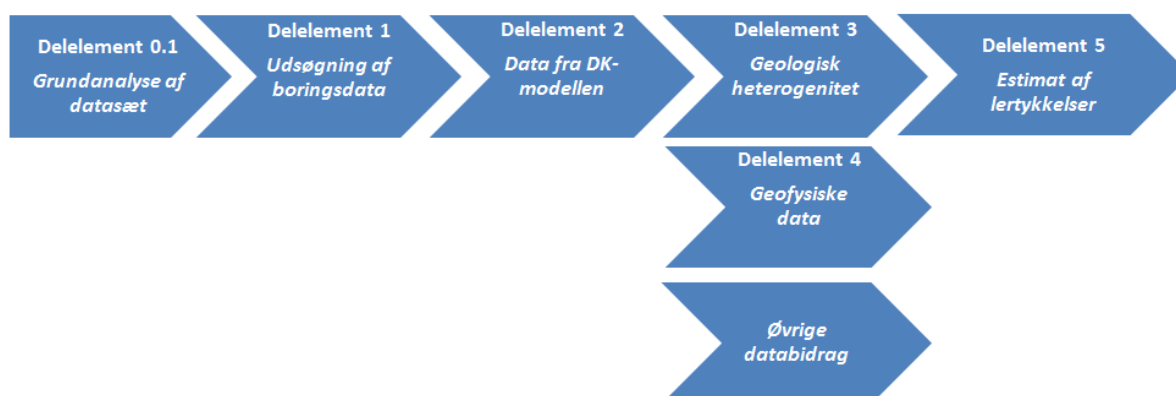 Delelement 0.1
Grundanalyse af
datasæt
Delelement 1
Udsøgning af
boringsdata
Delelement 2
Data fra DK-
modellen
Delelement 3
Geologisk
heterogenitet
Delelement 5
Estimat af
lertykkelser
Delelement 4
Geofysiske
data
Øvrige
databidrag